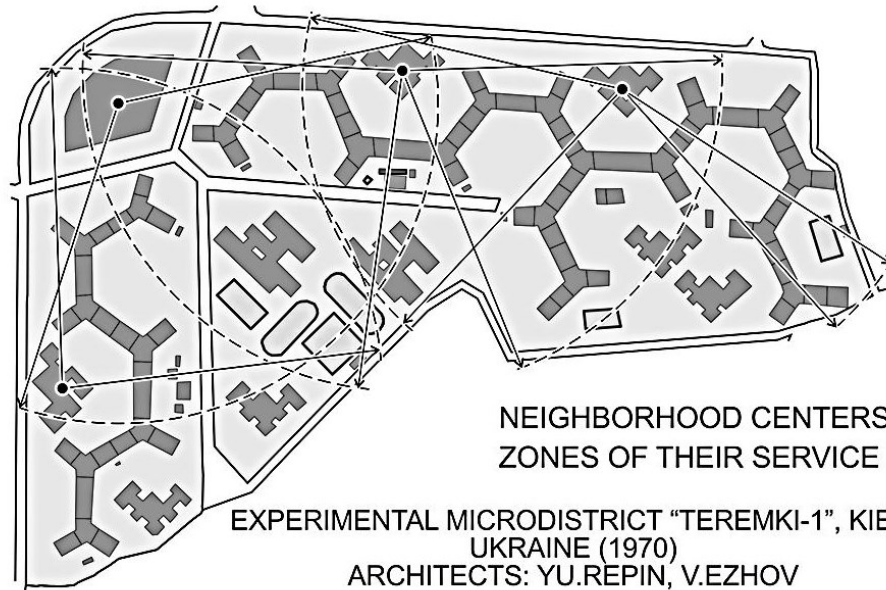 NEIGHBORHOOD CENTERS
ZONES OF THEIR SERVICE
EXPERIMENTAL MICRODISTRICT “TEREMKI-1”, KIE
UKRAINE (1970)
ARCHITECTS: YU.REPIN, V.EZHOV